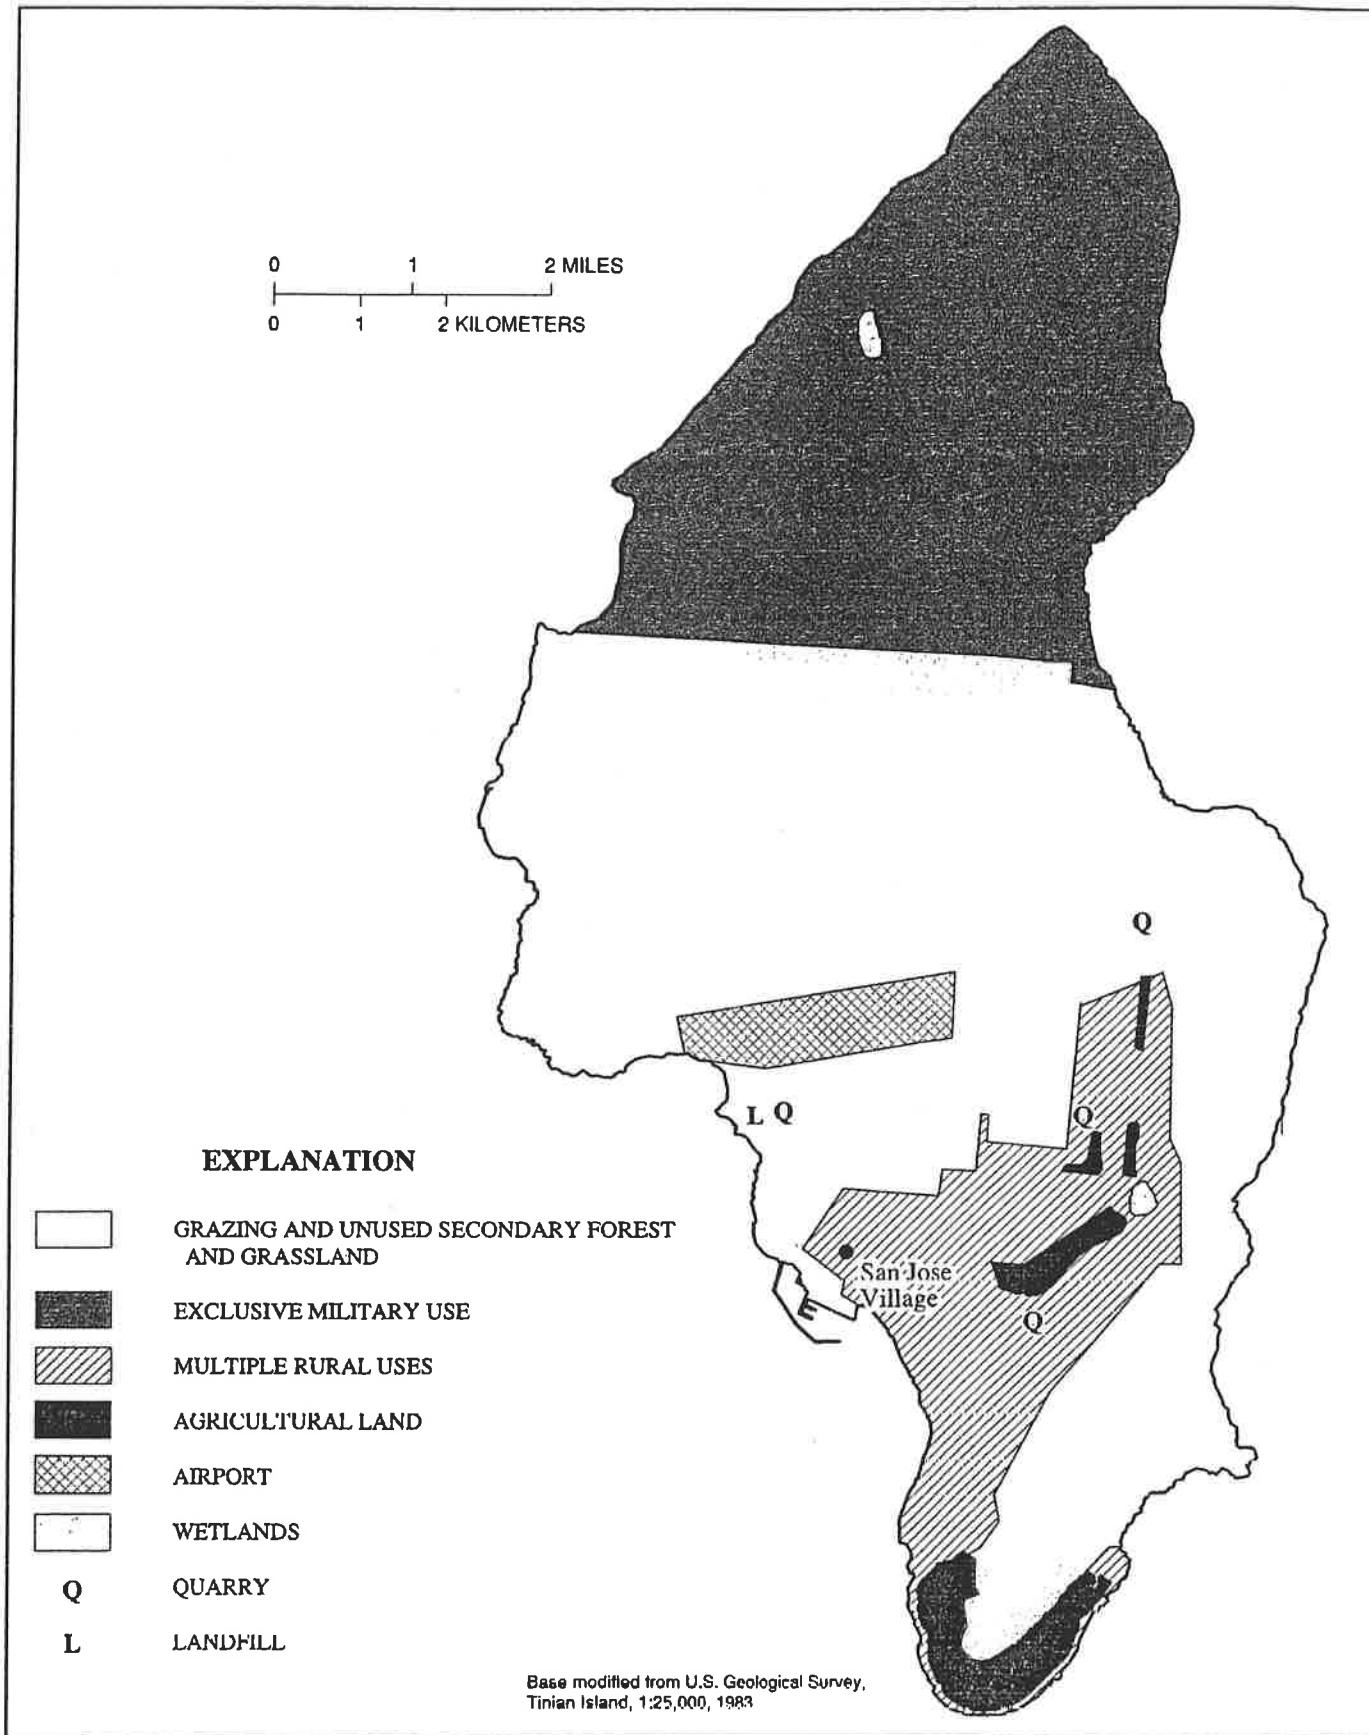 0 1 2 MILES
0 1 2 KILOMETERS
Q
L Q
Q
San Jose
Village
Q
EXPLANATION
GRAZING AND UNUSED SECONDARY FOREST
AND GRASSLAND
EXCLUSIVE MILITARY USE
MULTIPLE RURAL USES
AGRICULTURAL LAND
AIRPORT
WETLANDS
Q QUARRY
L LANDFILL
Base modified from U.S. Geological Survey,
Tinian Island, 1:25,000, 1983